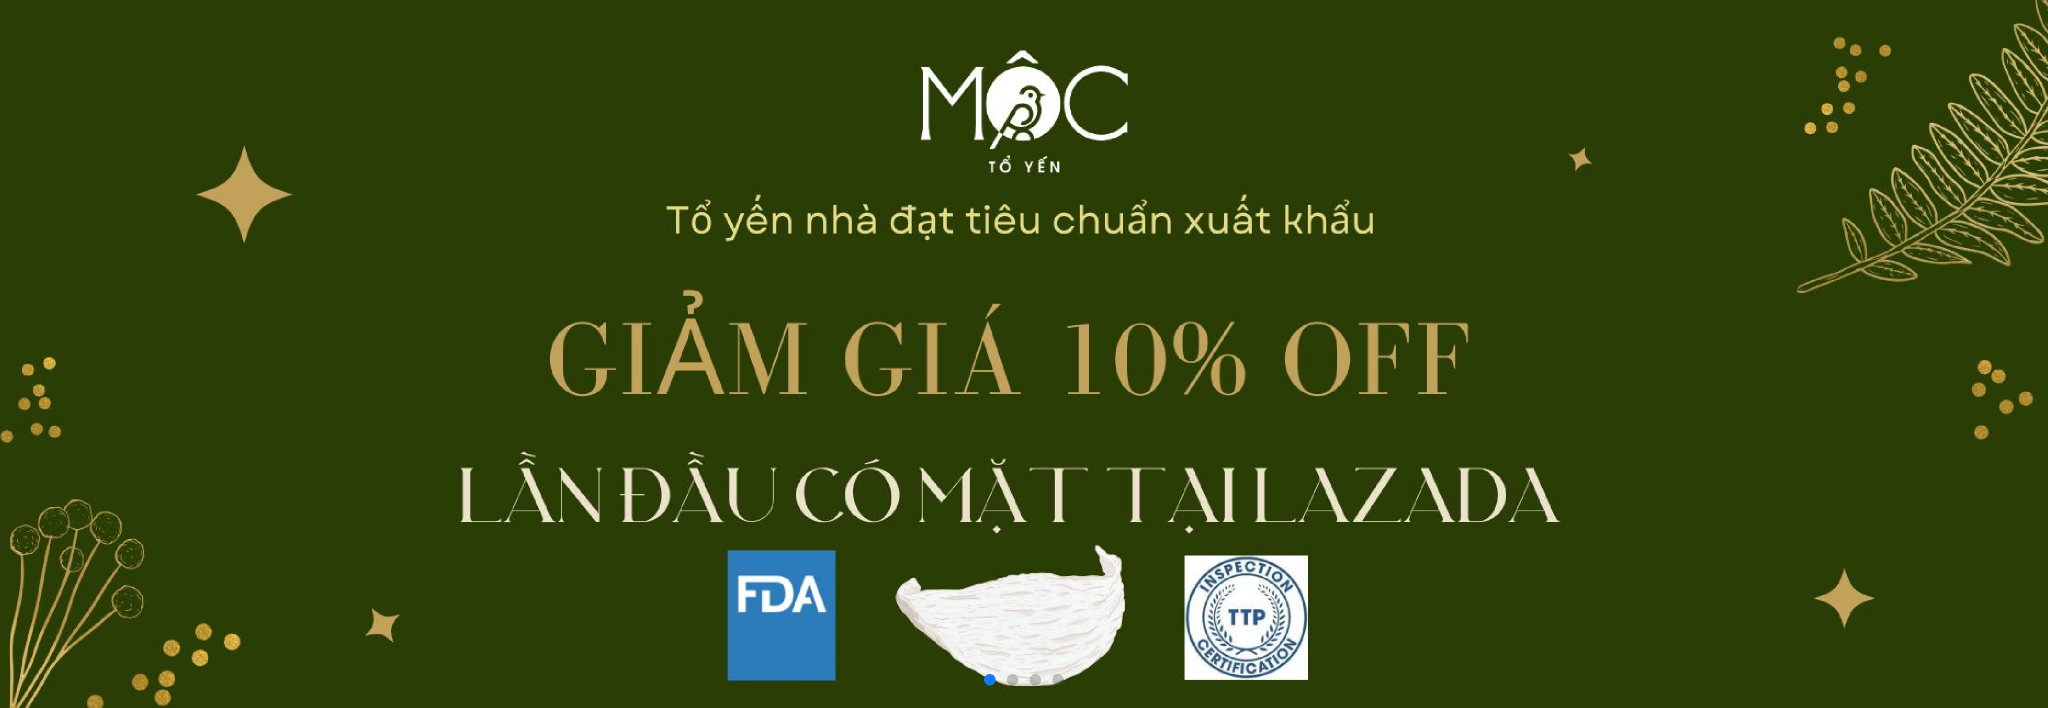 MỘC
TỔ YẾN
Tổ yến nhà đạt tiêu chuẩn xuất khẩu
GIẢM GIÁ 10% OFF
LẦN ĐẦU CÓ MẶT TẠI LAZADA
FDA
INSPECTION
TTP
CERTIFICATION